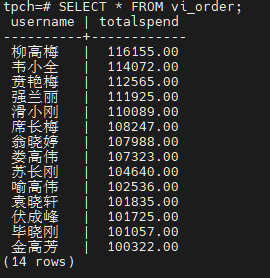 tpch=# SELECT * FROM vi_order;
username | totalspend
----------+------------
柳高梅 | 116155.00
韦小全 | 114072.00
贲艳梅 | 112565.00
强兰丽 | 111925.00
滑小刚 | 110089.00
席长梅 | 108247.00
翁晓婷 | 107988.00
娄高伟 | 107323.00
苏长刚 | 104640.00
喻高伟 | 102536.00
袁晓轩 | 101835.00
伏成峰 | 101725.00
毕晓刚 | 101057.00
金高芳 | 100322.00
(14 rows)